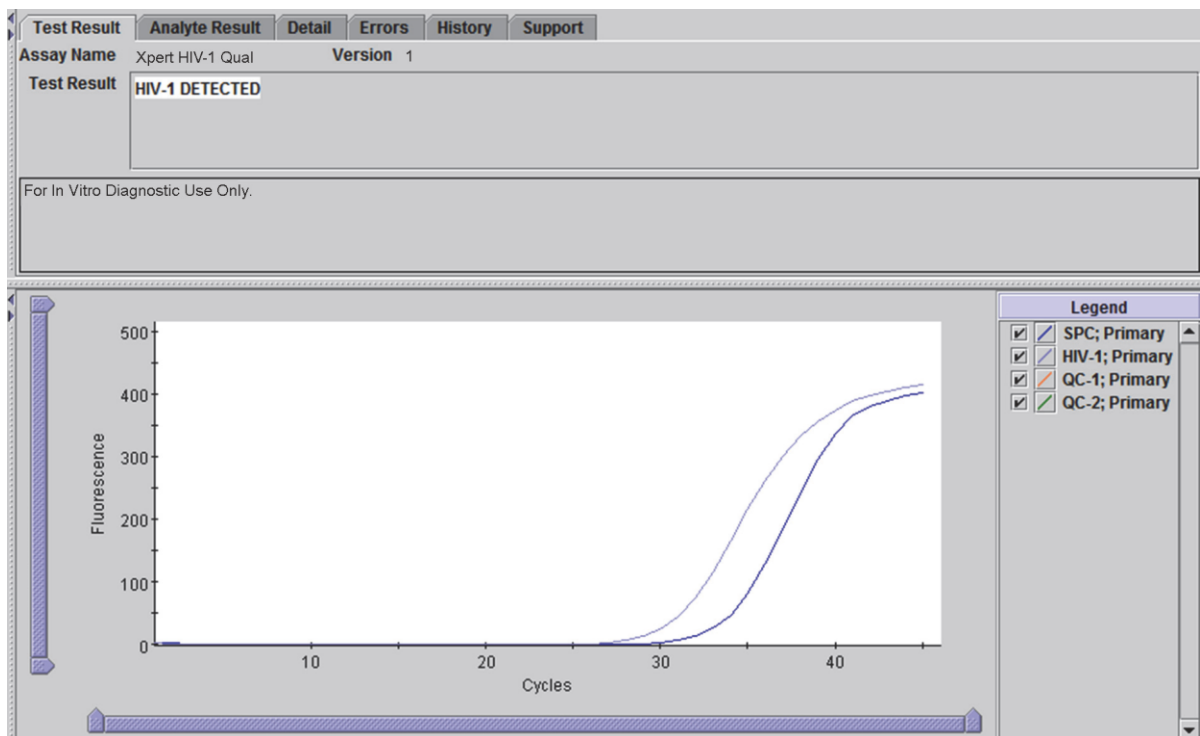 Test Result Analyte Result Detail Errors History Support
Assay Name Xpert HIV-1 Qual Version 1
Test Result HIV-1 DETECTED
For In Vitro Diagnostic Use Only.
Legend
SPC; Primary
HIV-1; Primary
QC-1; Primary
QC-2; Primary
500
400
300
200
100
0
Fluorescence
10 20 30 40
Cycles